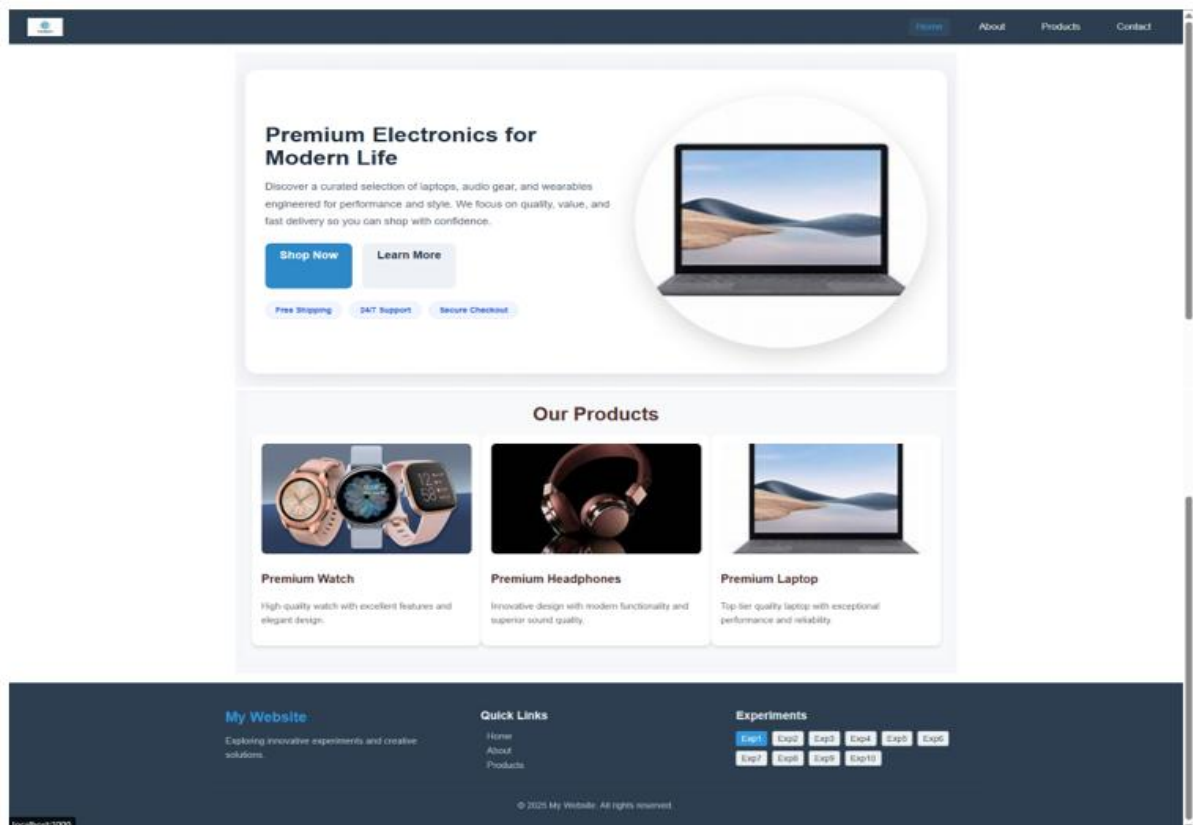 Home About Products Contact
Premium Electronics for
Modern Life
Discover a curated selection of laptops, audio gear, and wearables
engineered for performance and style. We focus on quality, value, and
fast delivery so you can shop with confidence.
Shop Now Learn More
Free Shipping 24/7 Support Secure Checkout
Our Products
Premium Watch
High-quality watch with excellent features and
elegant design.
Premium Headphones
Innovative design with modern functionality and
superior sound quality.
Premium Laptop
Top-tier quality laptop with exceptional
performance and reliability.
My Website
Exploring innovative experiments and creative
solutions.
Quick Links
Home
About
Products
Experiments
Exp1 Exp2 Exp3 Exp4 Exp5 Exp6
Exp7 Exp8 Exp9 Exp10
© 2025 My Website. All rights reserved.